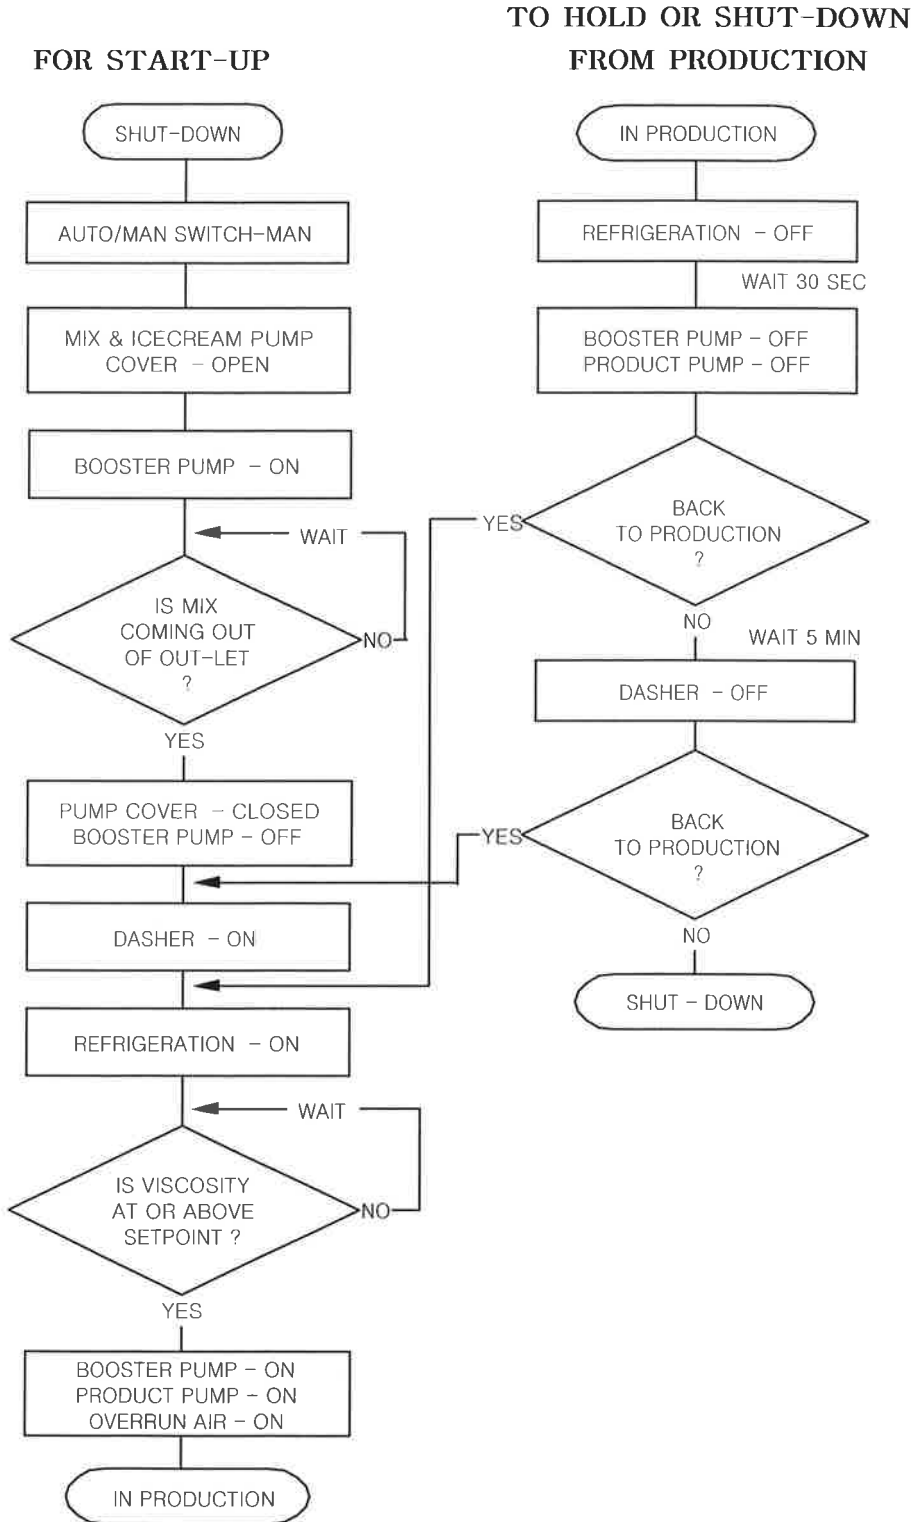 FOR START-UP
SHUT-DOWN
AUTO/MAN SWITCH-MAN
MIX & ICECREAM PUMP
COVER - OPEN
BOOSTER PUMP - ON
WAIT
IS MIX
COMING OUT
OF OUT-LET
?
NO
YES
PUMP COVER - CLOSED
BOOSTER PUMP - OFF
DASHER - ON
REFRIGERATION - ON
WAIT
IS VISCOSITY
AT OR ABOVE
SETPOINT ?
NO
YES
BOOSTER PUMP - ON
PRODUCT PUMP - ON
OVERRUN AIR - ON
IN PRODUCTION
TO HOLD OR SHUT-DOWN
FROM PRODUCTION
IN PRODUCTION
REFRIGERATION - OFF
WAIT 30 SEC
BOOSTER PUMP - OFF
PRODUCT PUMP - OFF
BACK
TO PRODUCTION
?
YES
NO
WAIT 5 MIN
DASHER - OFF
BACK
TO PRODUCTION
?
YES
NO
SHUT - DOWN